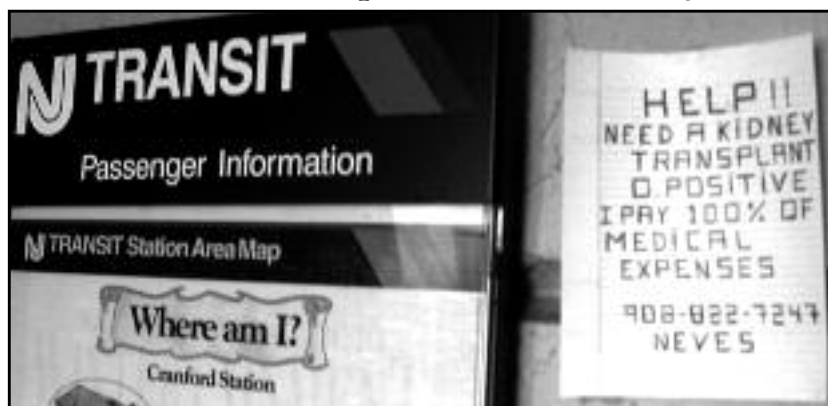 NJ TRANSIT
Passenger Information
NJ TRANSIT Station Area Map
Where am I?
Cranford Station
HELP!!
NEED A KIDNEY
TRANSPLANT
O.POSITIVE
I PAY 100% OF
MEDICAL
EXPENSES
908-822-7247
NEVES